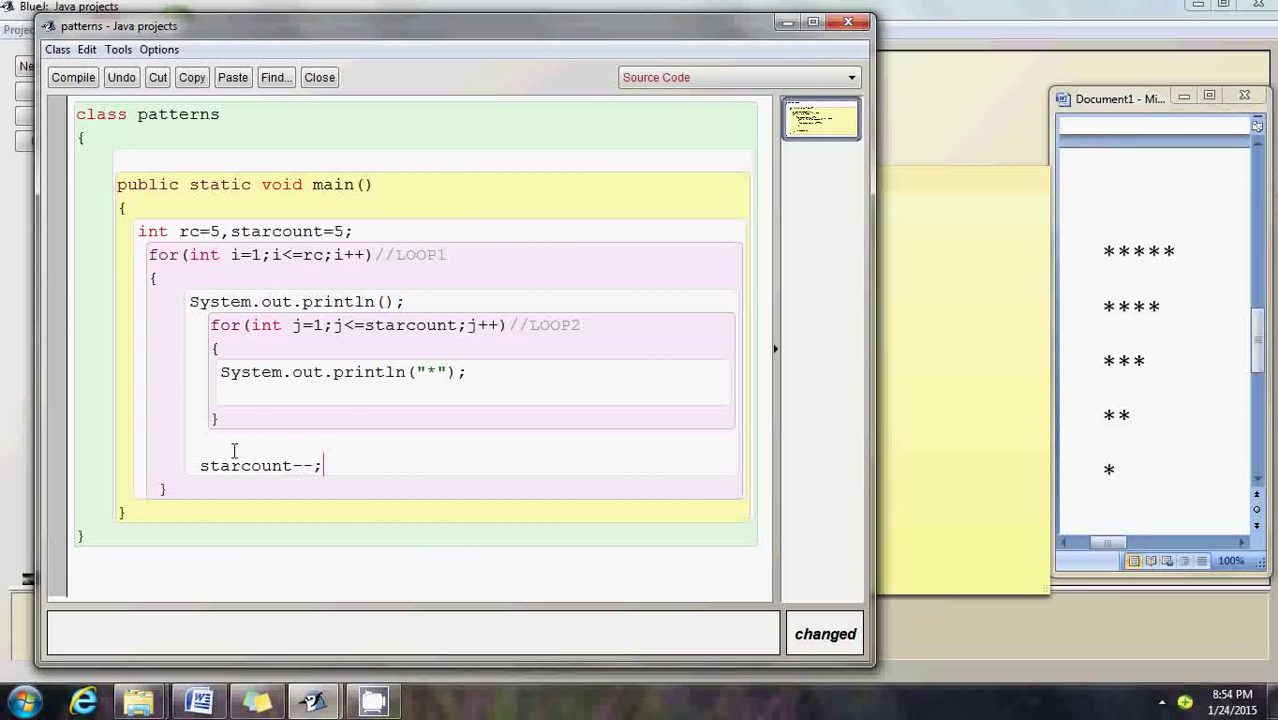 BlueJ: Java projects
patterns - Java projects
Class Edit Tools Options
Compile Undo Cut Copy Paste Find... Close
Source Code
class patterns
{
public static void main()
{
int rc=5,starcount=5;
for(int i=1;i<=rc;i++)//LOOP1
{
System.out.println();
for(int j=1;j<=starcount;j++)//LOOP2
{
System.out.println("*");
}
starcount--;
}
}
}
changed
Document1 - Mi...
*****
****
***
**
*
100%
8:54 PM
1/24/2015